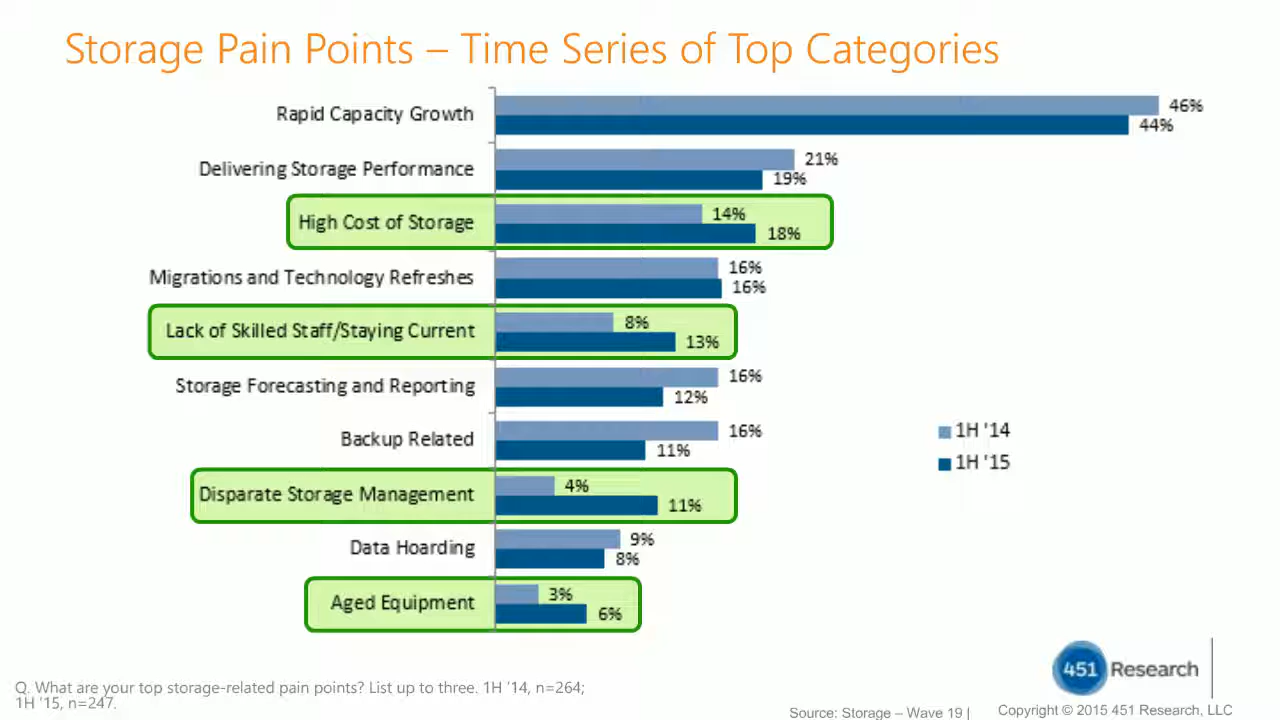 Storage Pain Points – Time Series of Top Categories
Rapid Capacity Growth
46%
44%
Delivering Storage Performance
21%
19%
High Cost of Storage
14%
18%
Migrations and Technology Refreshes
16%
16%
Lack of Skilled Staff/Staying Current
8%
13%
Storage Forecasting and Reporting
16%
12%
Backup Related
16%
11%
1H '14
1H '15
Disparate Storage Management
4%
11%
Data Hoarding
9%
8%
Aged Equipment
3%
6%
451 Research
Q. What are your top storage-related pain points? List up to three. 1H ’14, n=264;
1H ’15, n=247.
Source: Storage – Wave 19 |
Copyright © 2015 451 Research, LLC